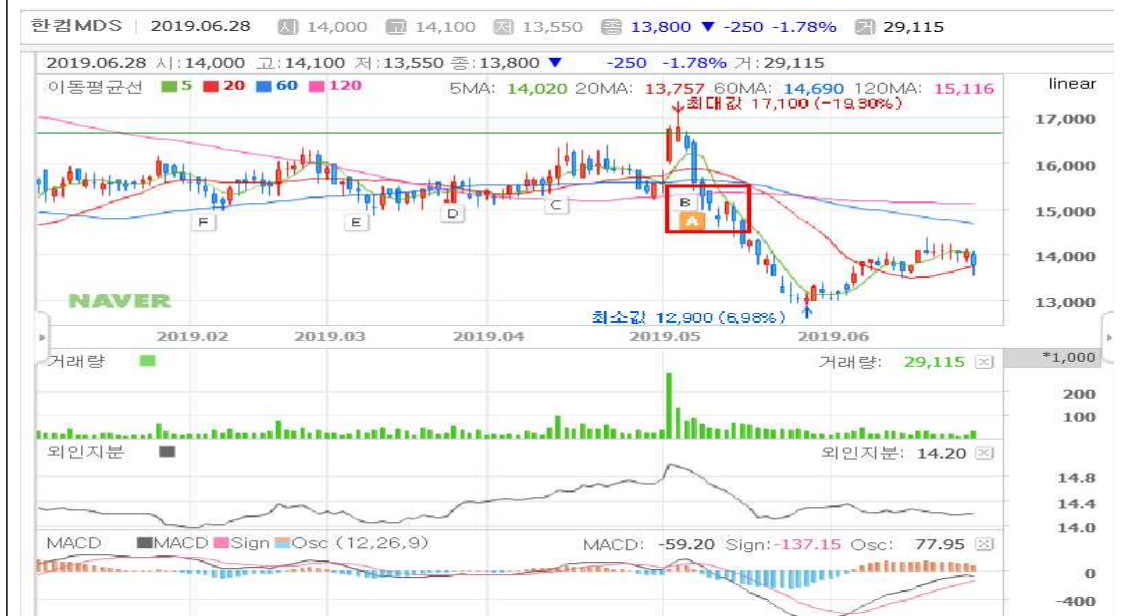 한컴MDS 2019.06.28 시 14,000 고 14,100 저 13,550 종 13,800 ▼ -250 -1.78% 거 29,115
2019.06.28 시:14,000 고:14,100 저:13,550 종:13,800 ▼ -250 -1.78% 거:29,115
이동평균선 5 20 60 120 5MA: 14,020 20MA: 13,757 60MA: 14,690 120MA: 15,116 linear
최대값 17,100 (-19,30%)
17,000
16,000
15,000
14,000
13,000
F E D C B
A
NAVER
최소값 12,900 (6,98%)
2019.02 2019.03 2019.04 2019.05 2019.06
거래량 거래량: 29,115 *1,000
200
100
외인지분 외인지분: 14.20
14.8
14.4
14.0
MACD MACD Sign Osc (12,26,9) MACD: -59.20 Sign:-137.15 Osc: 77.95
0
-400